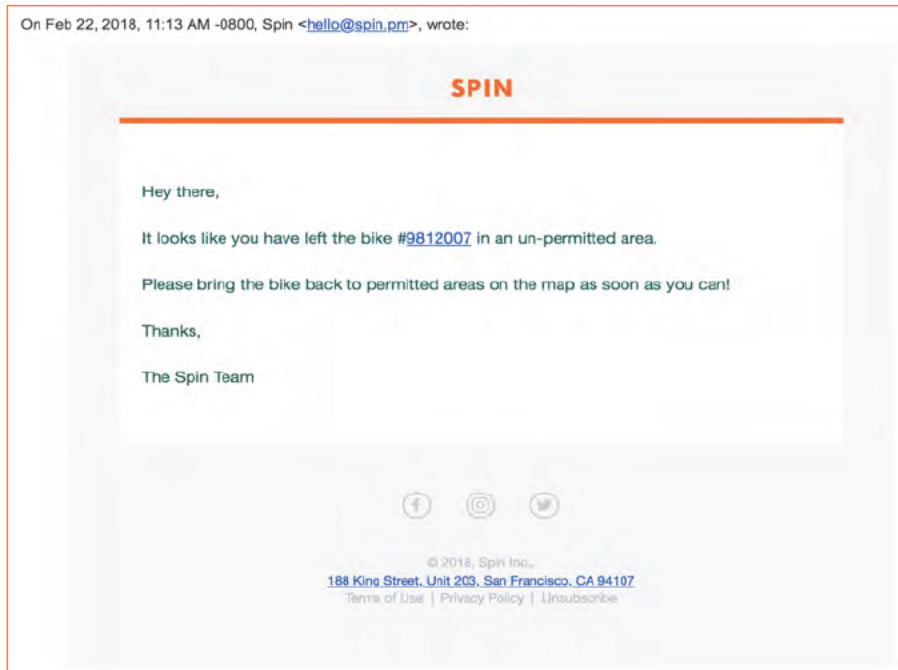 On Feb 22, 2018, 11:13 AM -0800, Spin <hello@spin.pm>, wrote:
SPIN
Hey there,
It looks like you have left the bike #9812007 in an un-permitted area.
Please bring the bike back to permitted areas on the map as soon as you can!
Thanks,
The Spin Team
© 2018, Spin Inc.,
188 King Street, Unit 203, San Francisco, CA 94107
Terms of Use | Privacy Policy | Unsubscribe